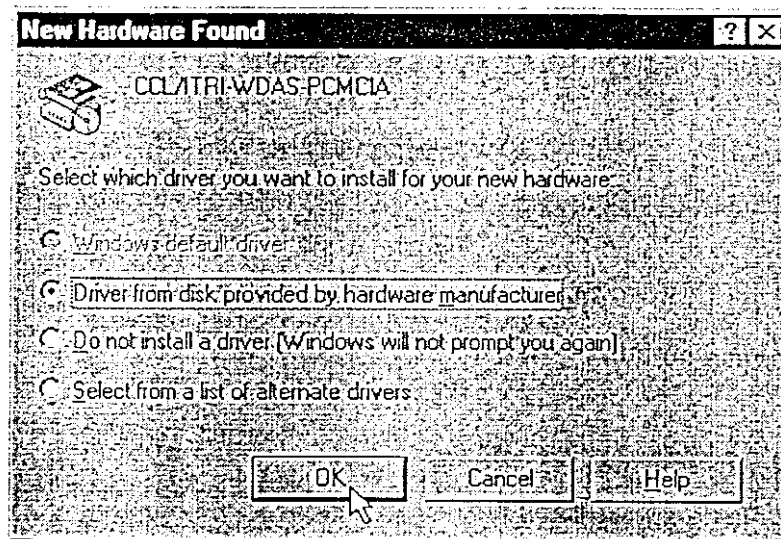 New Hardware Found
CCL/ITRI-WDAS-PCMCIA
Select which driver you want to install for your new hardware:
Windows default driver
Driver from disk provided by hardware manufacturer
Do not install a driver (Windows will not prompt you again)
Select from a list of alternate drivers
OK Cancel Help